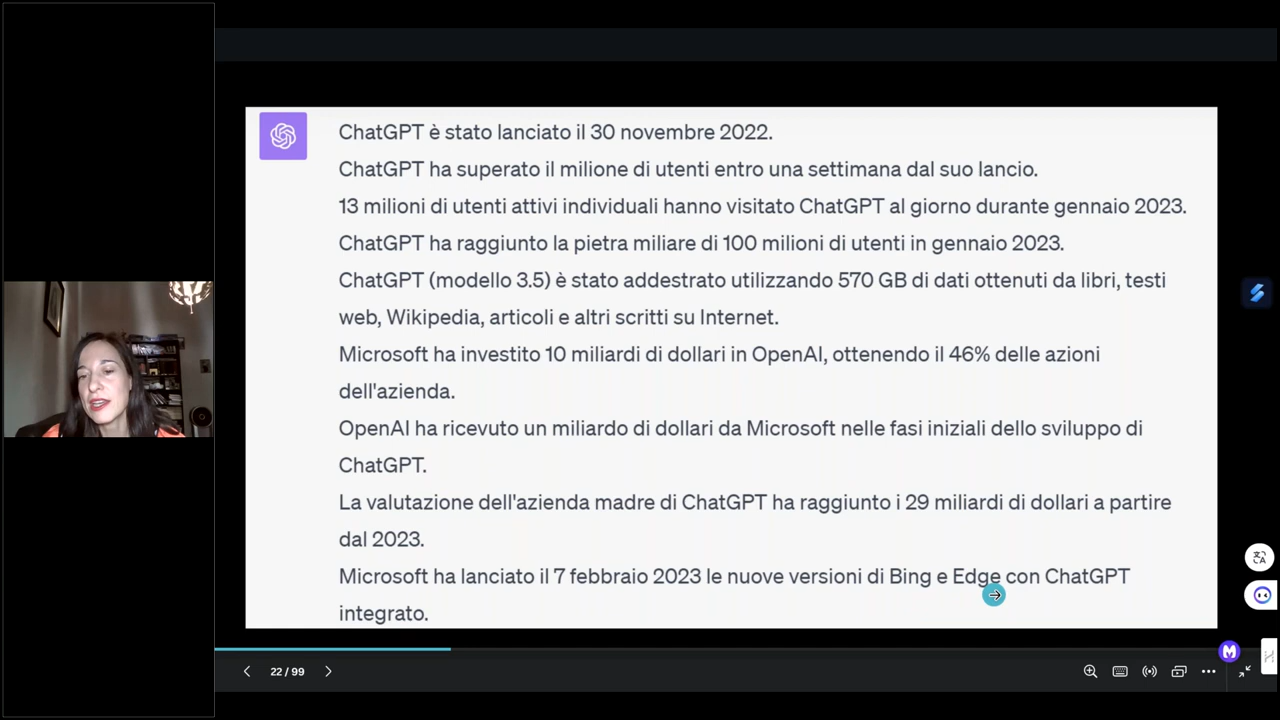 ChatGPT è stato lanciato il 30 novembre 2022.
ChatGPT ha superato il milione di utenti entro una settimana dal suo lancio.
13 milioni di utenti attivi individuali hanno visitato ChatGPT al giorno durante gennaio 2023.
ChatGPT ha raggiunto la pietra miliare di 100 milioni di utenti in gennaio 2023.
ChatGPT (modello 3.5) è stato addestrato utilizzando 570 GB di dati ottenuti da libri, testi
web, Wikipedia, articoli e altri scritti su Internet.
Microsoft ha investito 10 miliardi di dollari in OpenAI, ottenendo il 46% delle azioni
dell'azienda.
OpenAI ha ricevuto un miliardo di dollari da Microsoft nelle fasi iniziali dello sviluppo di
ChatGPT.
La valutazione dell'azienda madre di ChatGPT ha raggiunto i 29 miliardi di dollari a partire
dal 2023.
Microsoft ha lanciato il 7 febbraio 2023 le nuove versioni di Bing e Edge con ChatGPT
integrato.
22 / 99